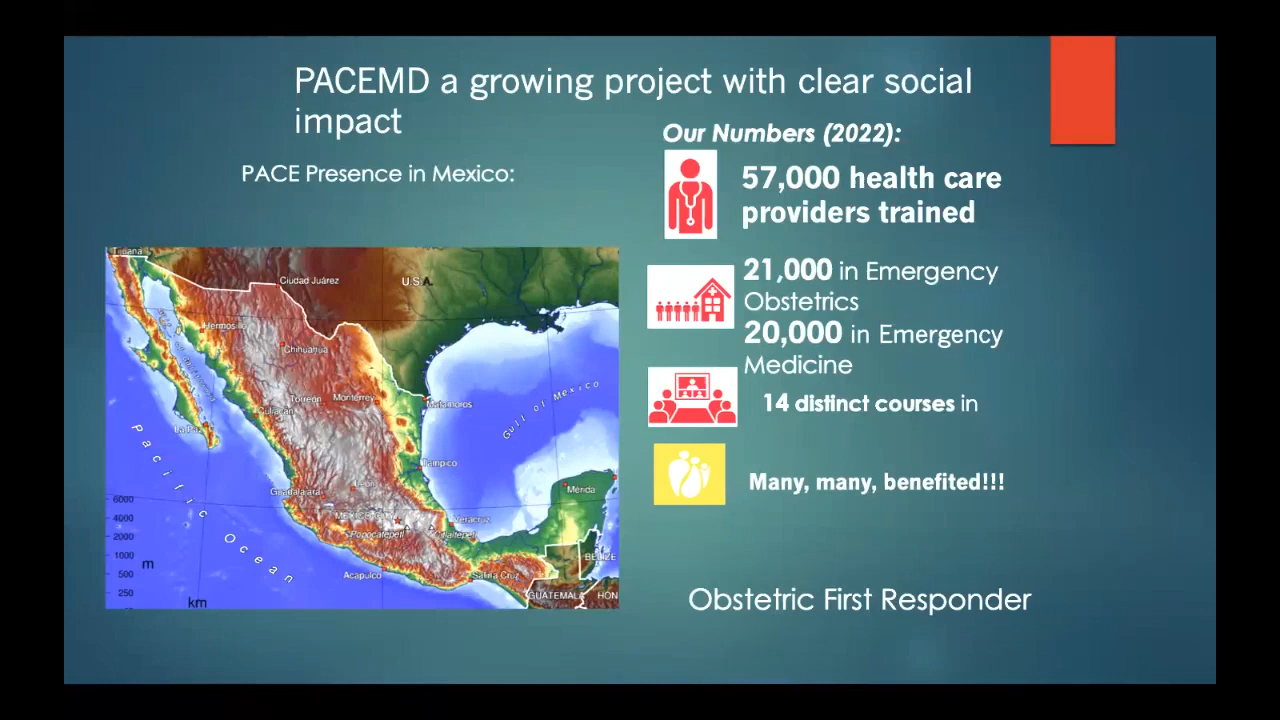 PACEMD a growing project with clear social
impact
Our Numbers (2022):
PACE Presence in Mexico:
57,000 health care
providers trained
21,000 in Emergency
Obstetrics
20,000 in Emergency
Medicine
14 distinct courses in
Many, many, benefited!!!
Obstetric First Responder
Tijuana
Ciudad Juárez
U.S.A.
Hermosillo
Chihuahua
Torreón
Monterrey
Culiacán
Matamoros
La Paz
Gulf of Mexico
Pacific Ocean
Tampico
León
Guadalajara
Mérida
MEXICO CITY
Veracruz
Popocatepetl
Citlaltepetl
Acapulco
Salina Cruz
BELIZE
GUATEMALA
HON
6000
4000
2000
1000
500
250
m
km